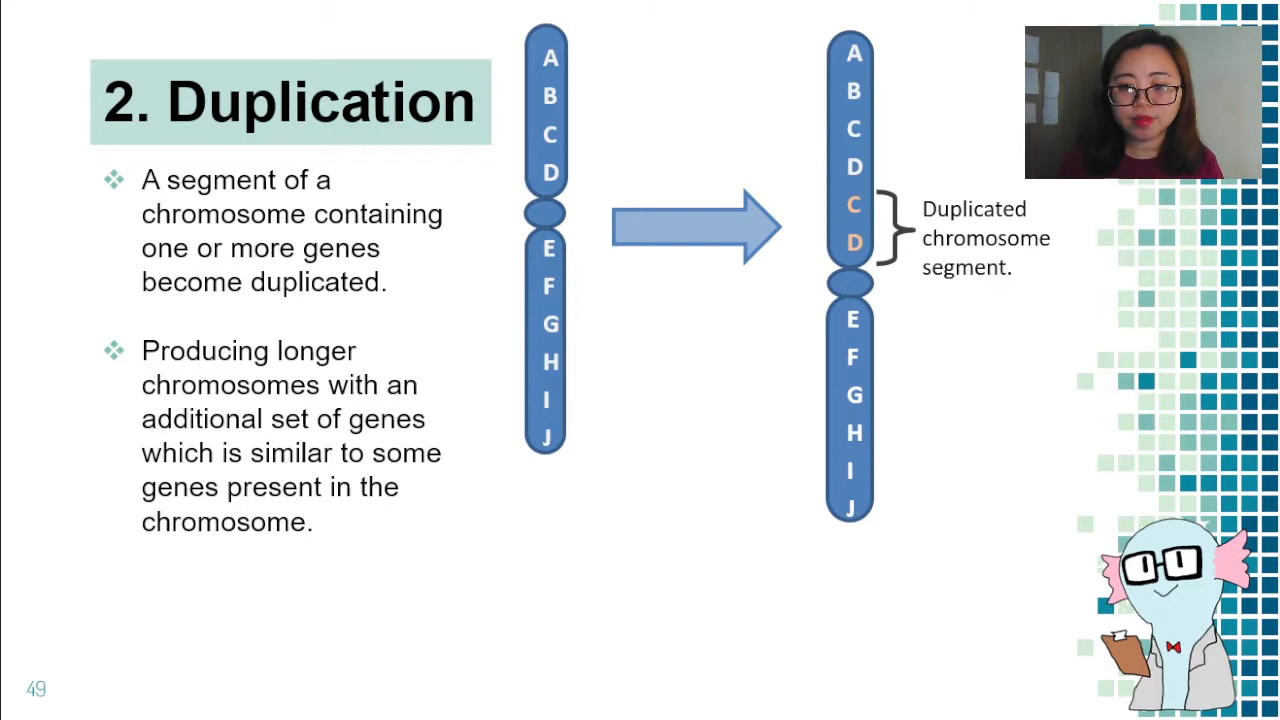 2. Duplication
A segment of a
chromosome containing
one or more genes
become duplicated.
Producing longer
chromosomes with an
additional set of genes
which is similar to some
genes present in the
chromosome.
A
B
C
D
E
F
G
H
I
J
A
B
C
D
C
D
E
F
G
H
I
J
Duplicated
chromosome
segment.
49